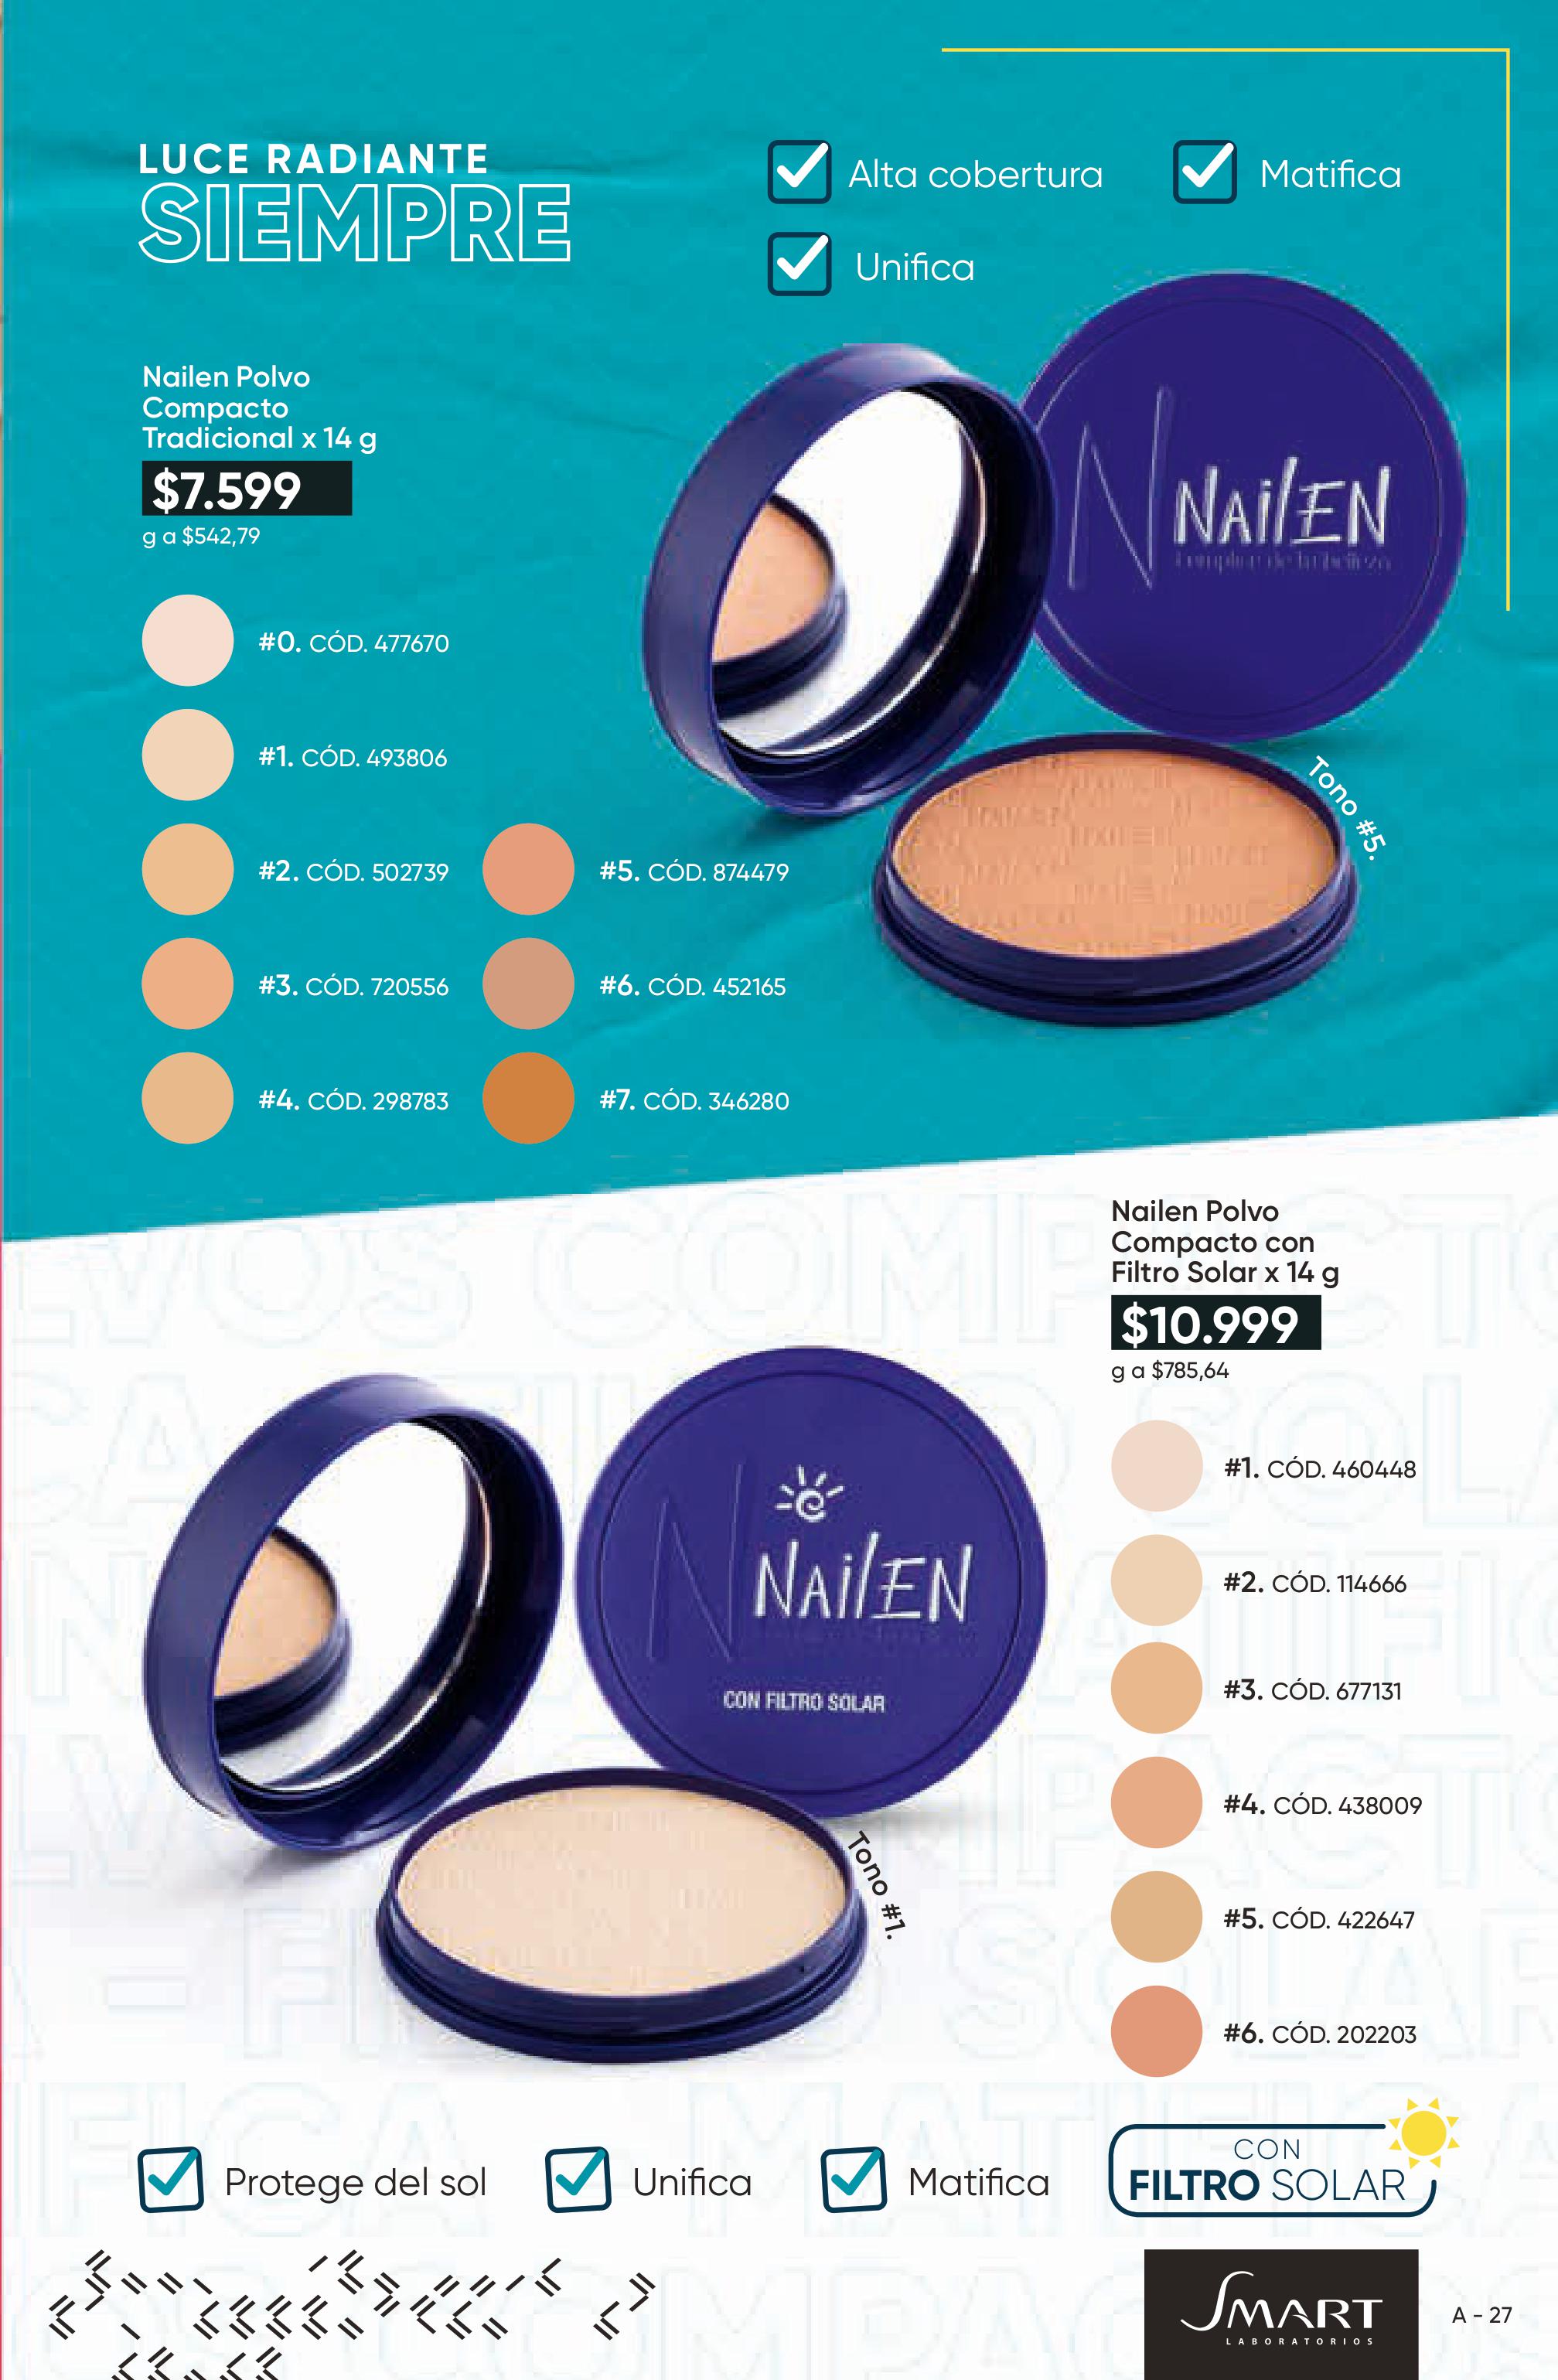 LUCE RADIANTE
SIEMPRE
Alta cobertura
Matifica
Unifica
Nailen Polvo
Compacto
Tradicional x 14 g
$7.599
g a $542,79
#0. CÓD. 477670
#1. CÓD. 493806
#2. CÓD. 502739
#3. CÓD. 720556
#4. CÓD. 298783
#5. CÓD. 874479
#6. CÓD. 452165
#7. CÓD. 346280
N NAilEN
Tono #5.
Nailen Polvo
Compacto con
Filtro Solar x 14 g
$10.999
g a $785,64
#1. CÓD. 460448
#2. CÓD. 114666
#3. CÓD. 677131
#4. CÓD. 438009
#5. CÓD. 422647
#6. CÓD. 202203
N NAilEN
CON FILTRO SOLAR
Tono #1.
Protege del sol
Unifica
Matifica
CON
FILTRO SOLAR
SMART
LABORATORIOS
A - 27